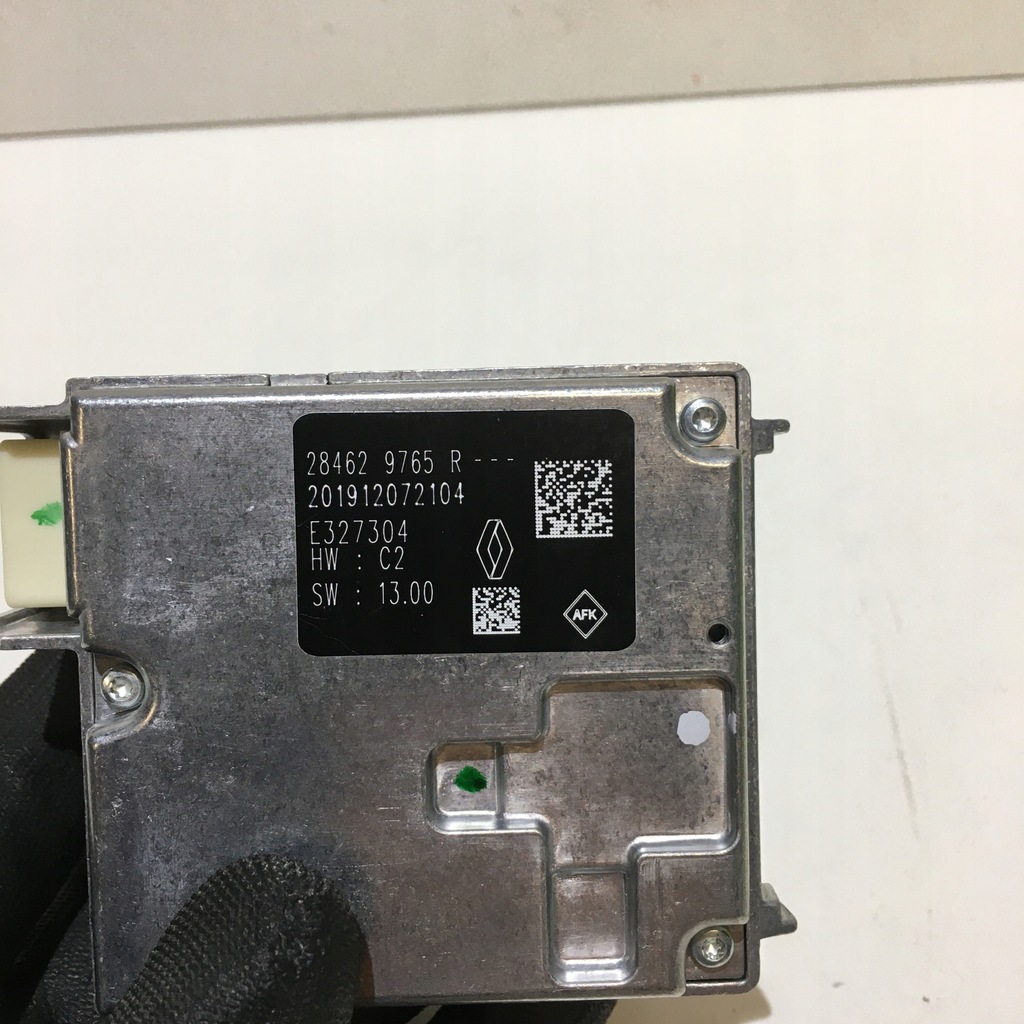 28462 9765 R ---
201912072104
E327304
HW : C2
SW : 13.00
AFK